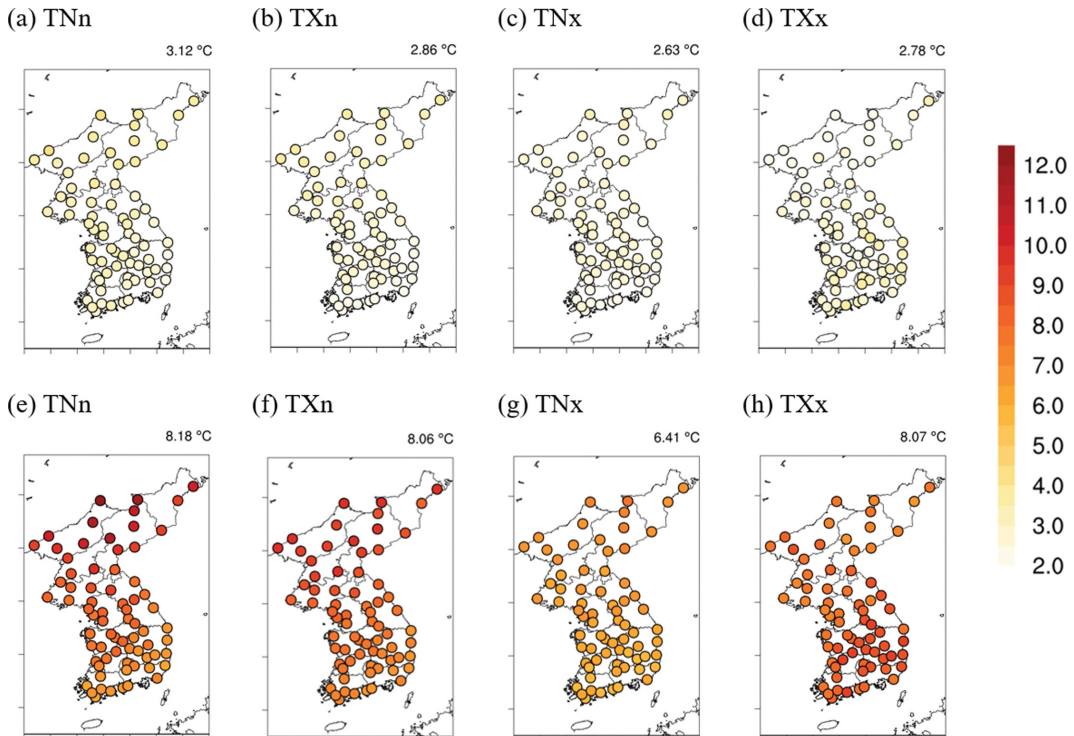 (a) TNn
(b) TXn
(c) TNx
(d) TXx
3.12 °C
2.86 °C
2.63 °C
2.78 °C
12.0
11.0
10.0
9.0
8.0
7.0
6.0
5.0
4.0
3.0
2.0
(e) TNn
(f) TXn
(g) TNx
(h) TXx
8.18 °C
8.06 °C
6.41 °C
8.07 °C